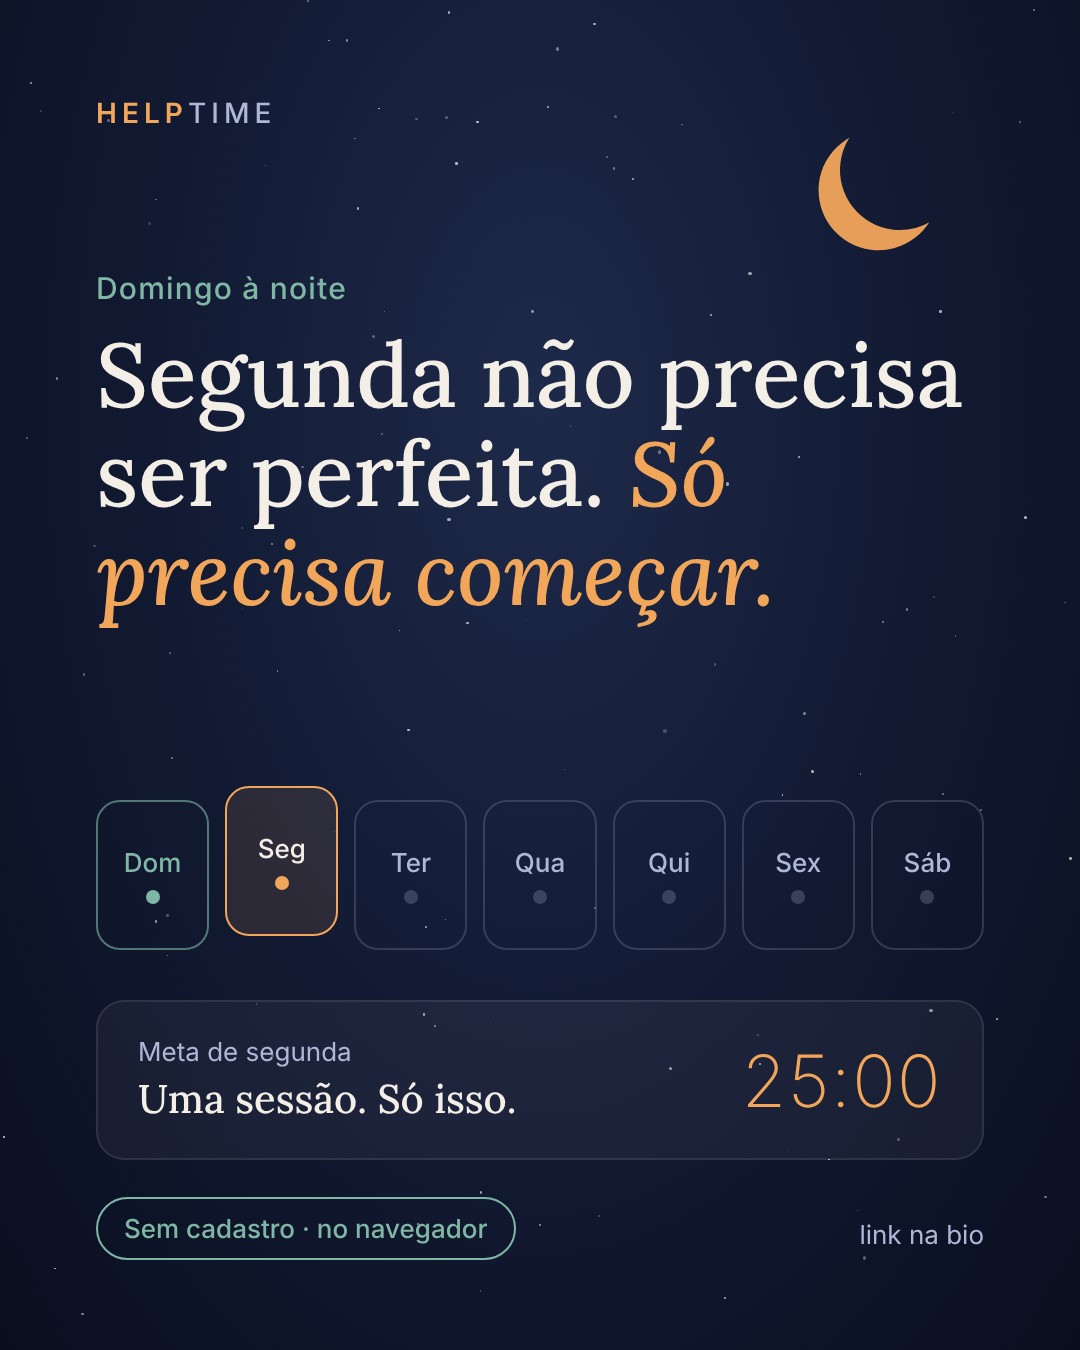 HELPTIME
Domingo à noite
Segunda não precisa
ser perfeita. Só
precisa começar.
Dom Seg Ter Qua Qui Sex Sáb
Meta de segunda
Uma sessão. Só isso.
25:00
Sem cadastro · no navegador
link na bio